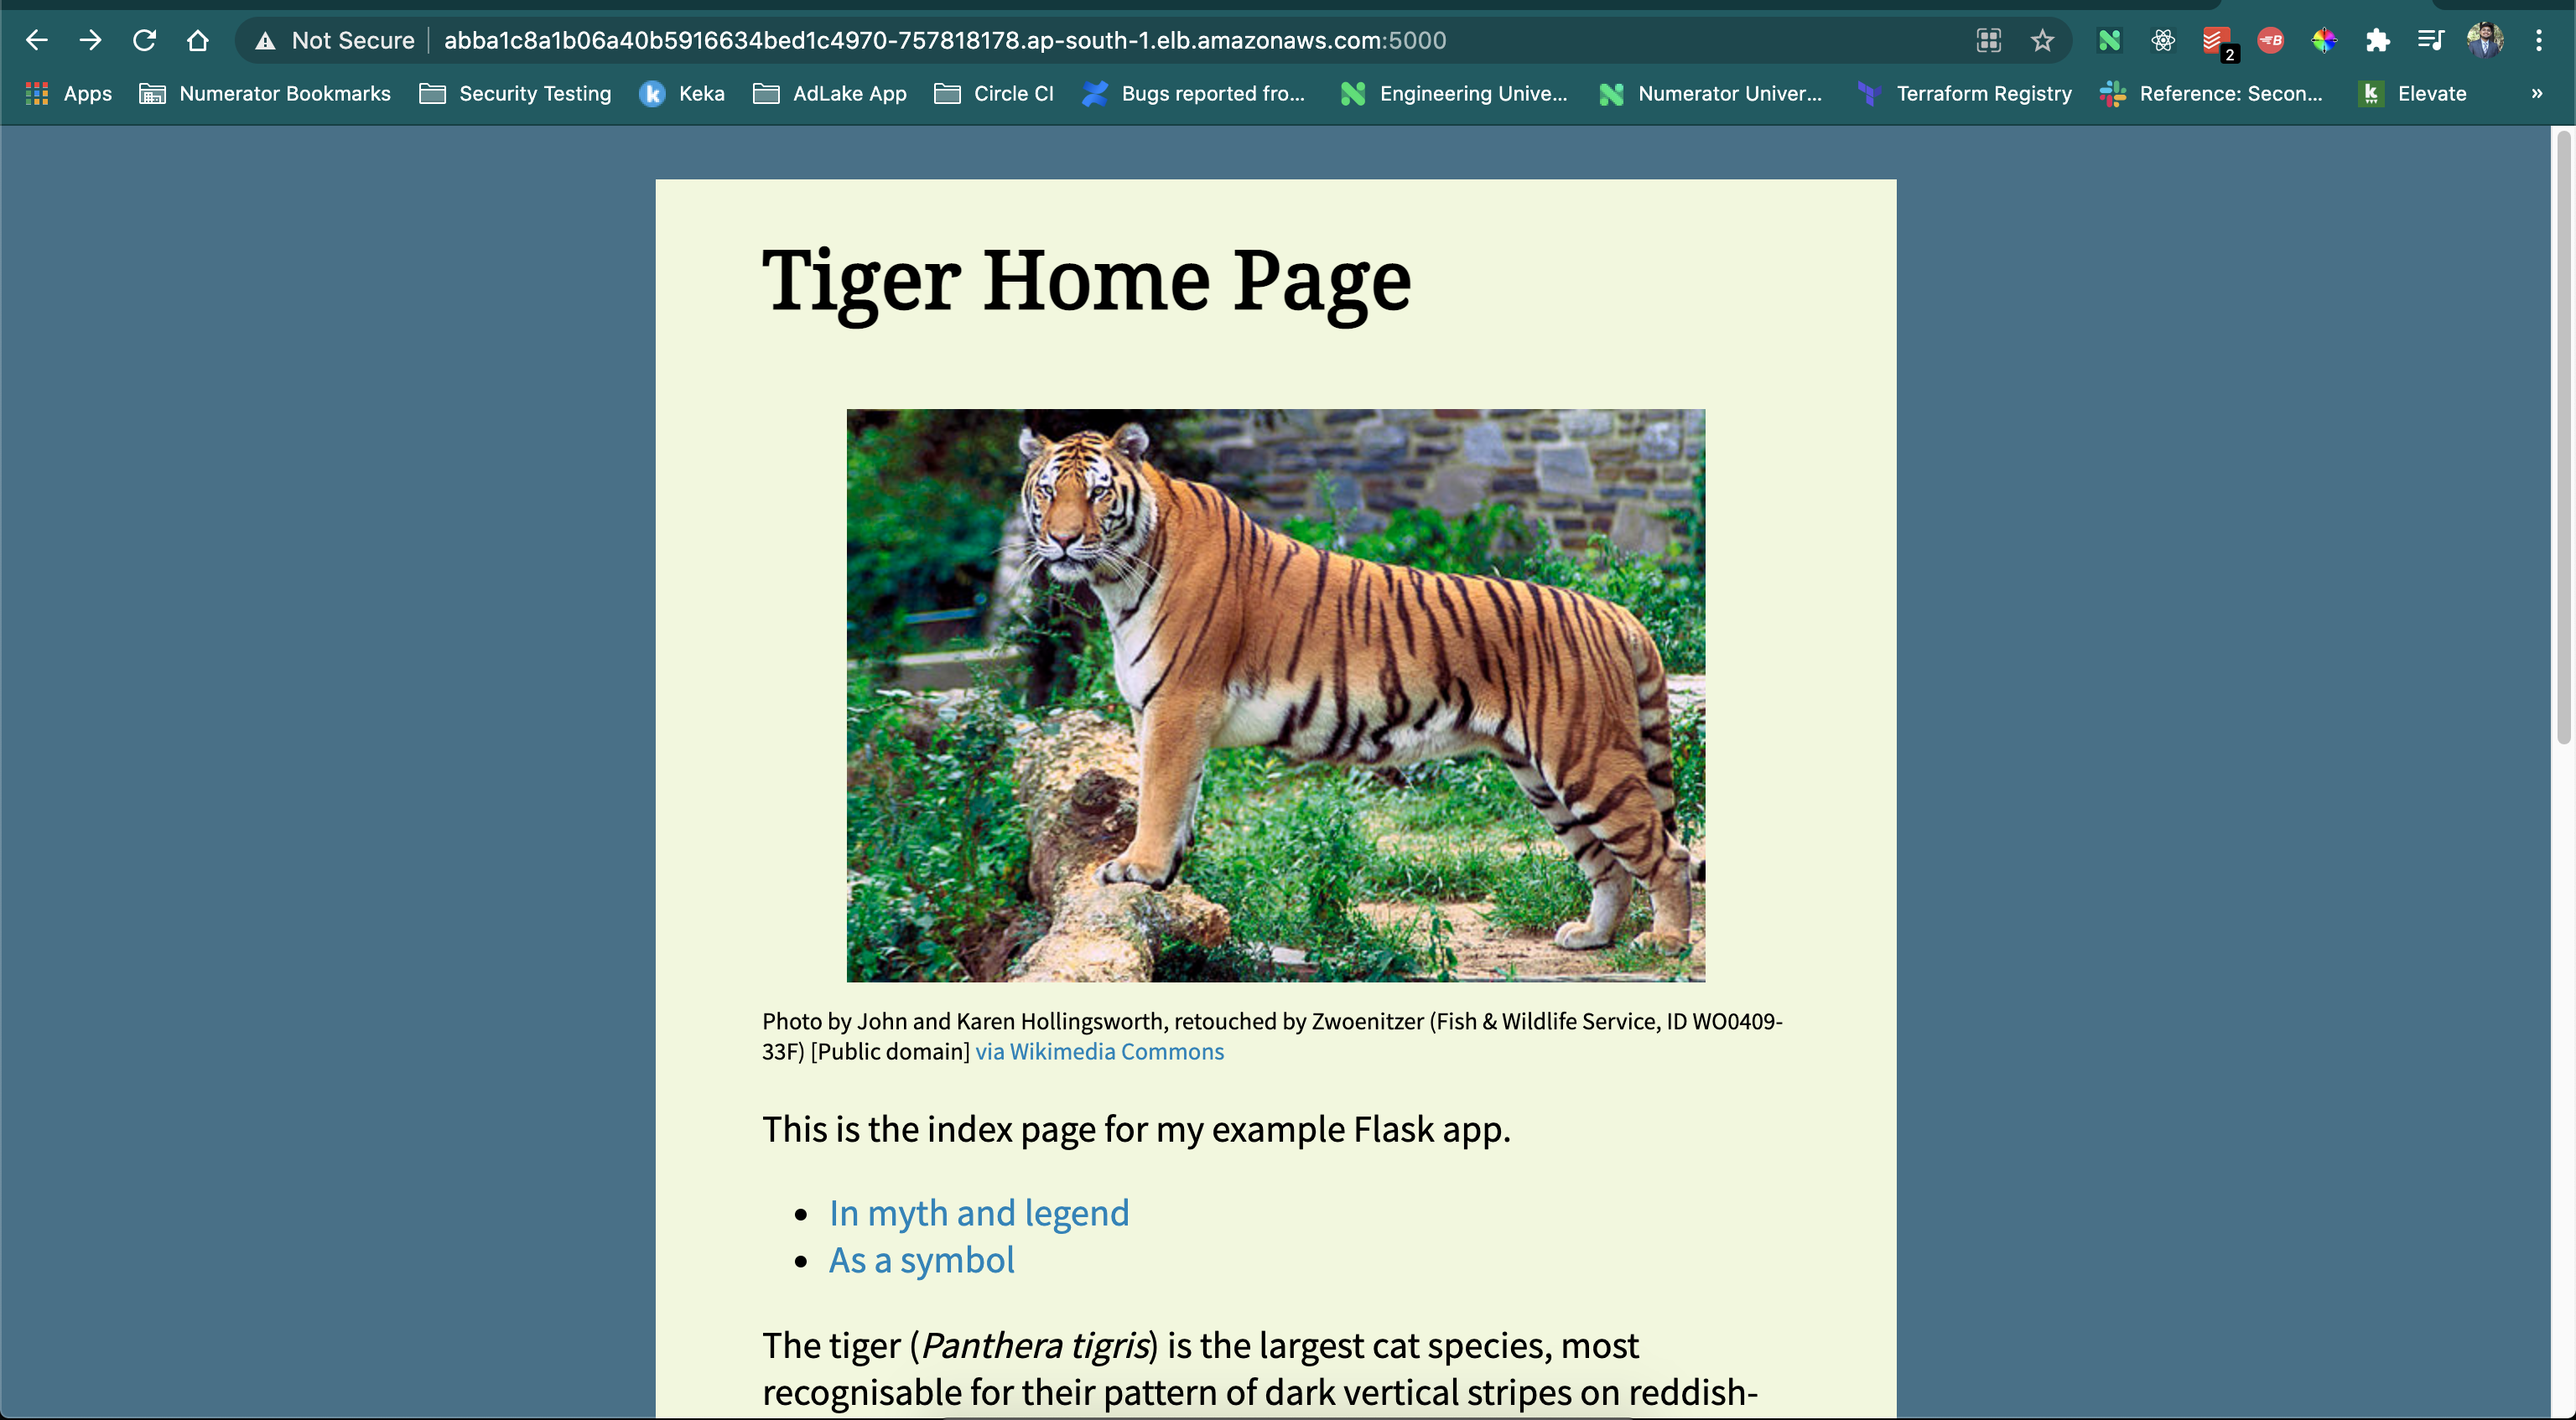 Not Secure abba1c8a1b06a40b5916634bed1c4970-757818178.ap-south-1.elb.amazonaws.com:5000
2
Apps Numerator Bookmarks Security Testing Keka AdLake App Circle CI Bugs reported fro... Engineering Unive... Numerator Univer... Terraform Registry Reference: Secon... Elevate »
Tiger Home Page
Photo by John and Karen Hollingsworth, retouched by Zwoenitzer (Fish & Wildlife Service, ID WO0409-
33F) [Public domain] via Wikimedia Commons
This is the index page for my example Flask app.
• In myth and legend
• As a symbol
The tiger (Panthera tigris) is the largest cat species, most
recognisable for their pattern of dark vertical stripes on reddish-